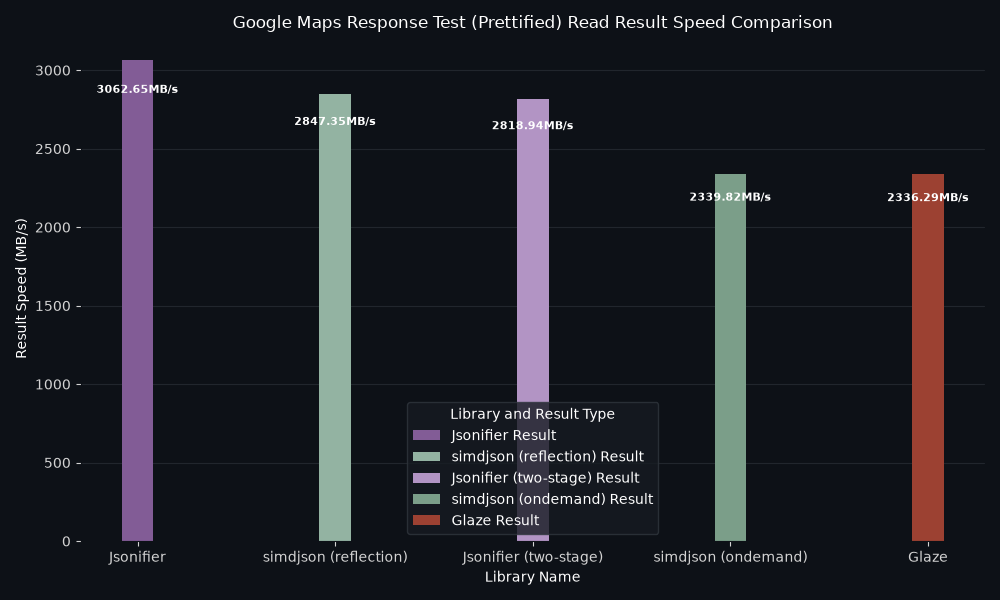 Google Maps Response Test (Prettified) Read Result Speed Comparison
Result Speed (MB/s)
3000
2500
2000
1500
1000
500
0
3062.65MB/s
2847.35MB/s
2818.94MB/s
2339.82MB/s
2336.29MB/s
Library and Result Type
Jsonifier Result
simdjson (reflection) Result
Jsonifier (two-stage) Result
simdjson (ondemand) Result
Glaze Result
Jsonifier
simdjson (reflection)
Jsonifier (two-stage)
simdjson (ondemand)
Glaze
Library Name